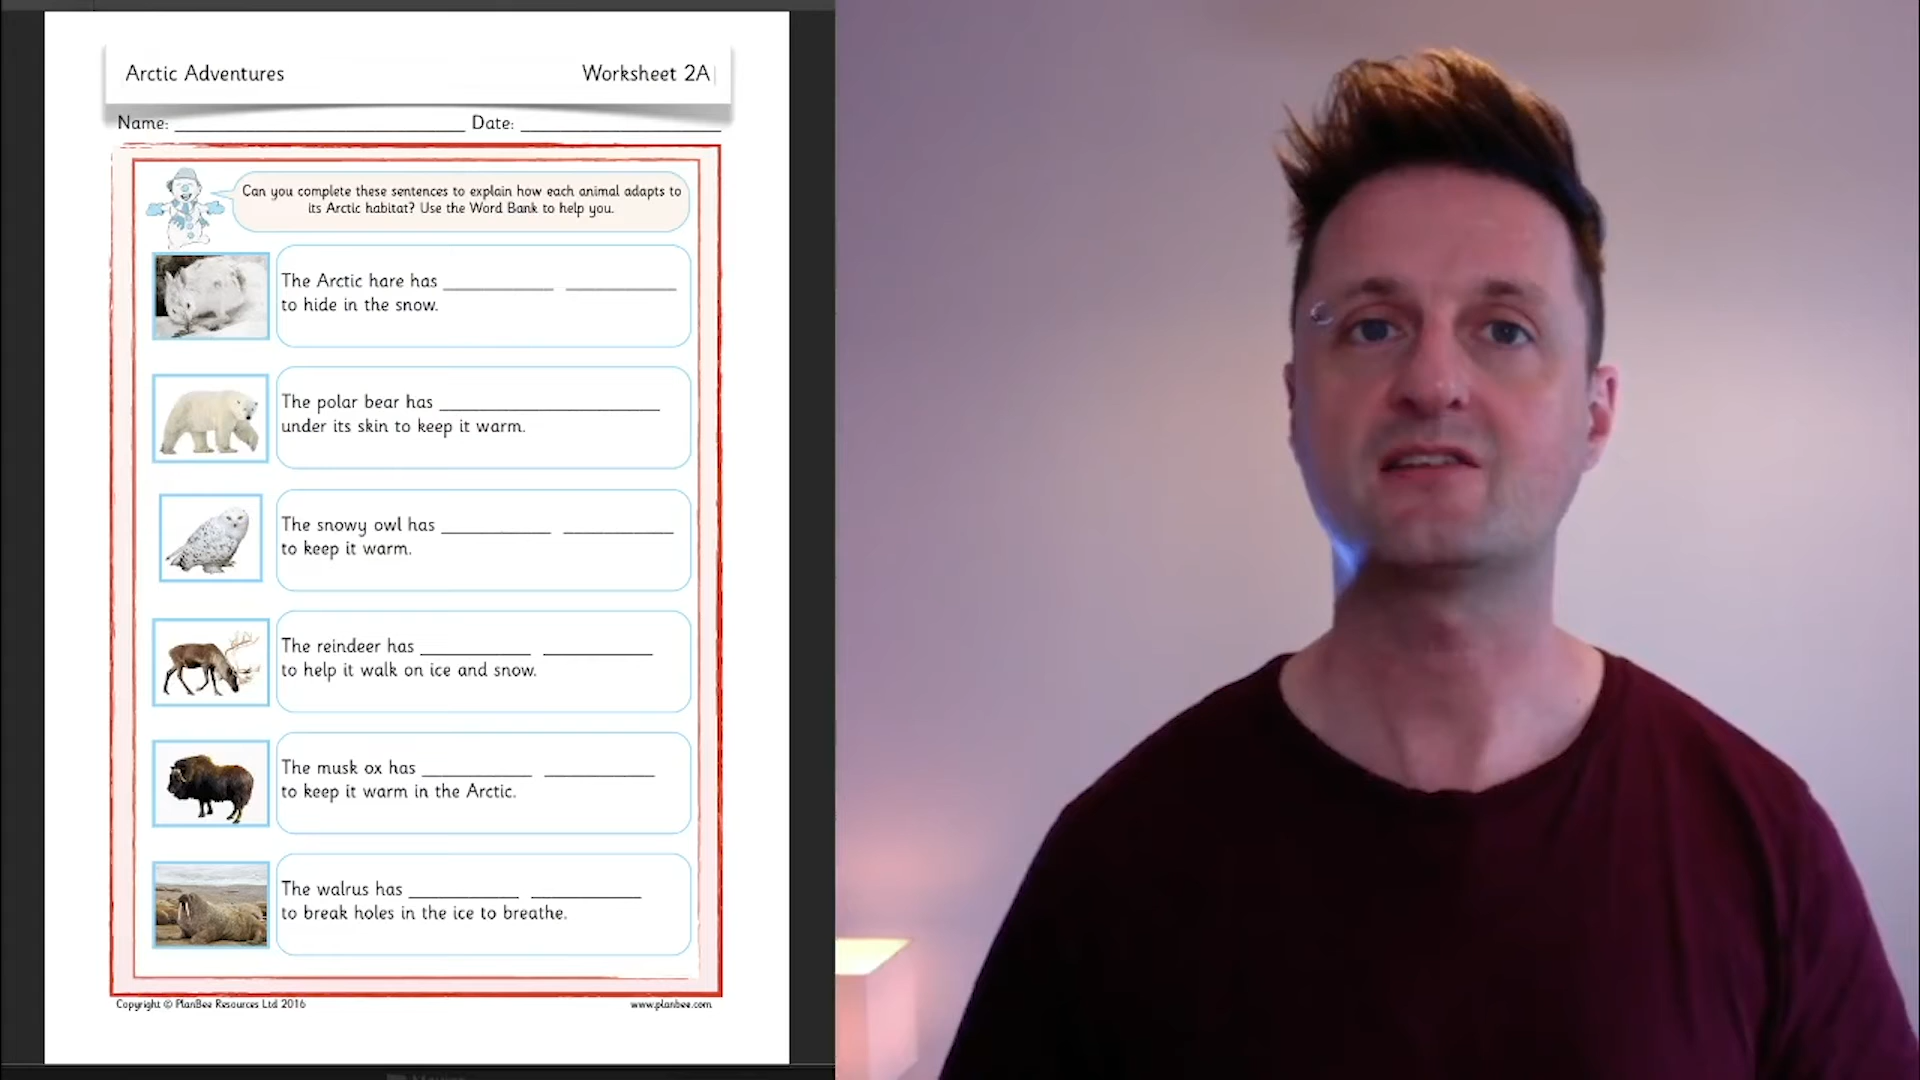 Arctic Adventures Worksheet 2A
Name: Date:
Can you complete these sentences to explain how each animal adapts to
its Arctic habitat? Use the Word Bank to help you.
The Arctic hare has
to hide in the snow.
The polar bear has
under its skin to keep it warm.
The snowy owl has
to keep it warm.
The reindeer has
to help it walk on ice and snow.
The musk ox has
to keep it warm in the Arctic.
The walrus has
to break holes in the ice to breathe.
Copyright © PlanBee Resources Ltd 2016 www.planbee.com